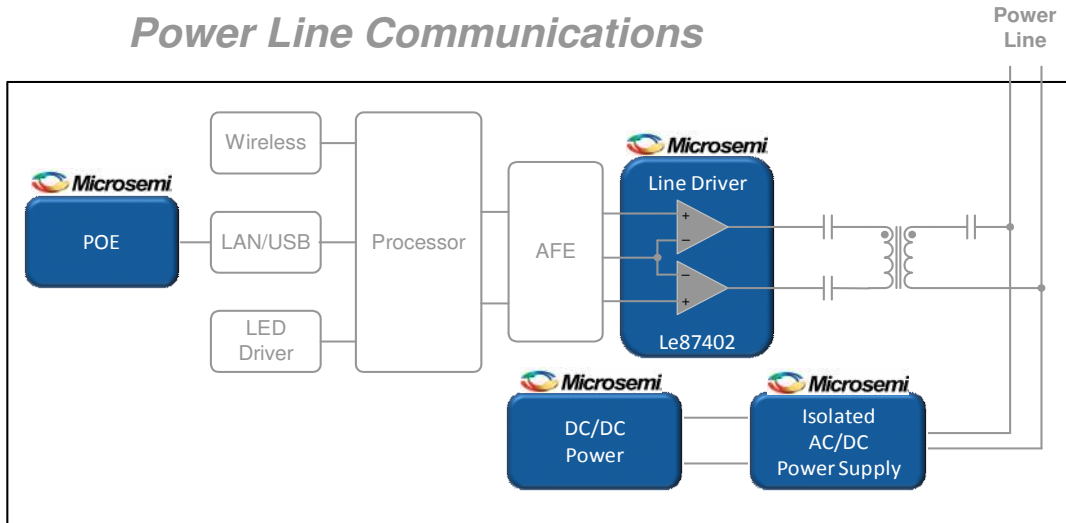 Power Line Communications
Power
Line
Wireless
Microsemi
POE
LAN/USB
LED
Driver
Processor
AFE
Microsemi
Line Driver
+
−
−
+
Le87402
Microsemi
DC/DC
Power
Microsemi
Isolated
AC/DC
Power Supply